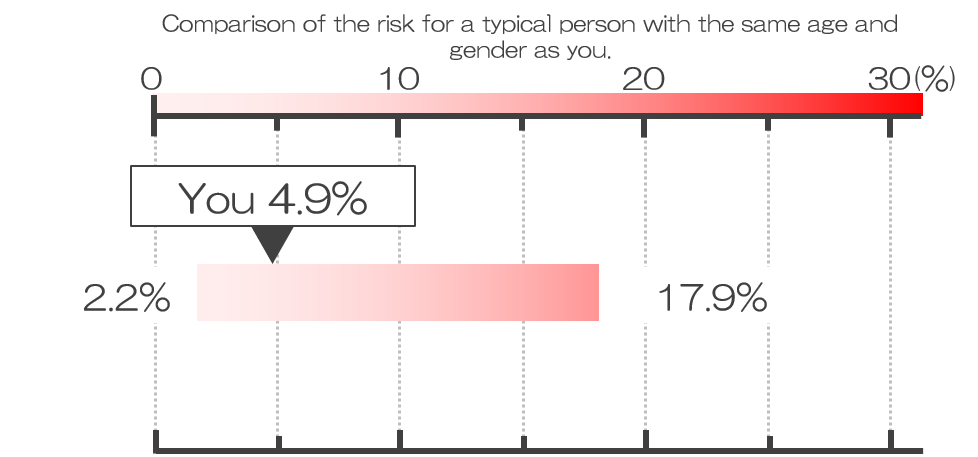 Comparison of the risk for a typical person with the same age and
gender as you.
0 10 20 30(%)
You 4.9%
2.2% 17.9%